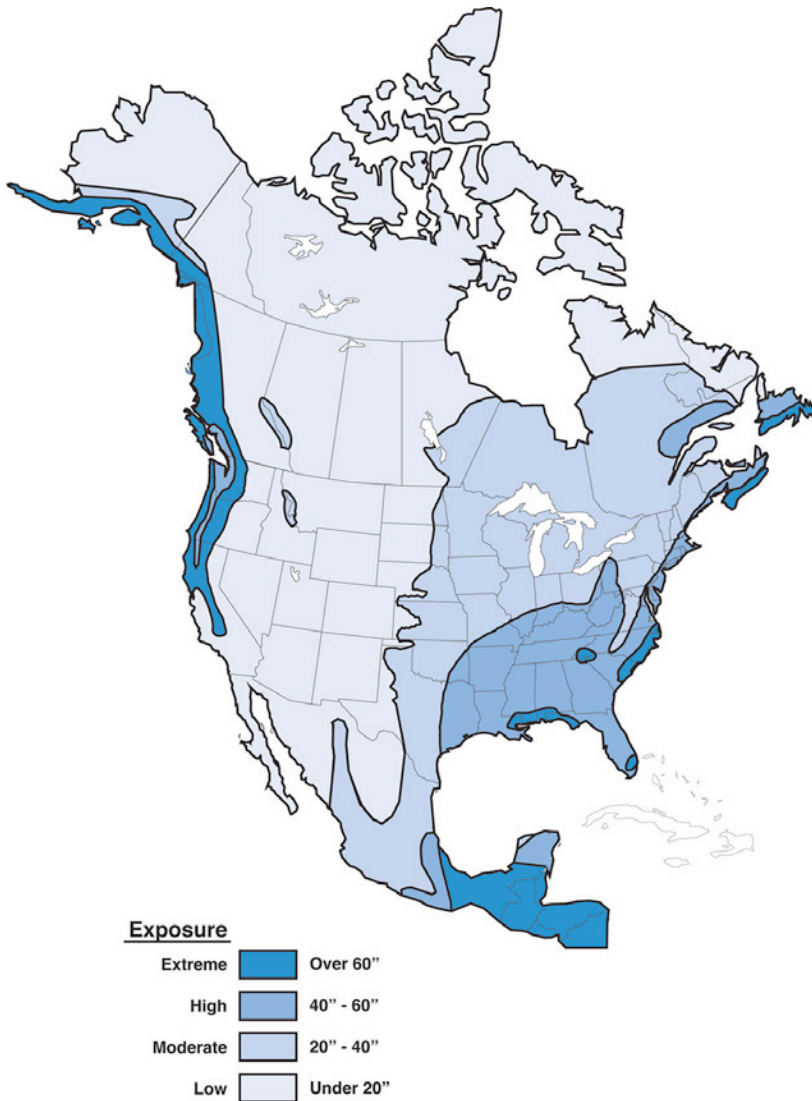 Exposure
Extreme Over 60”
High 40” - 60”
Moderate 20” - 40”
Low Under 20”